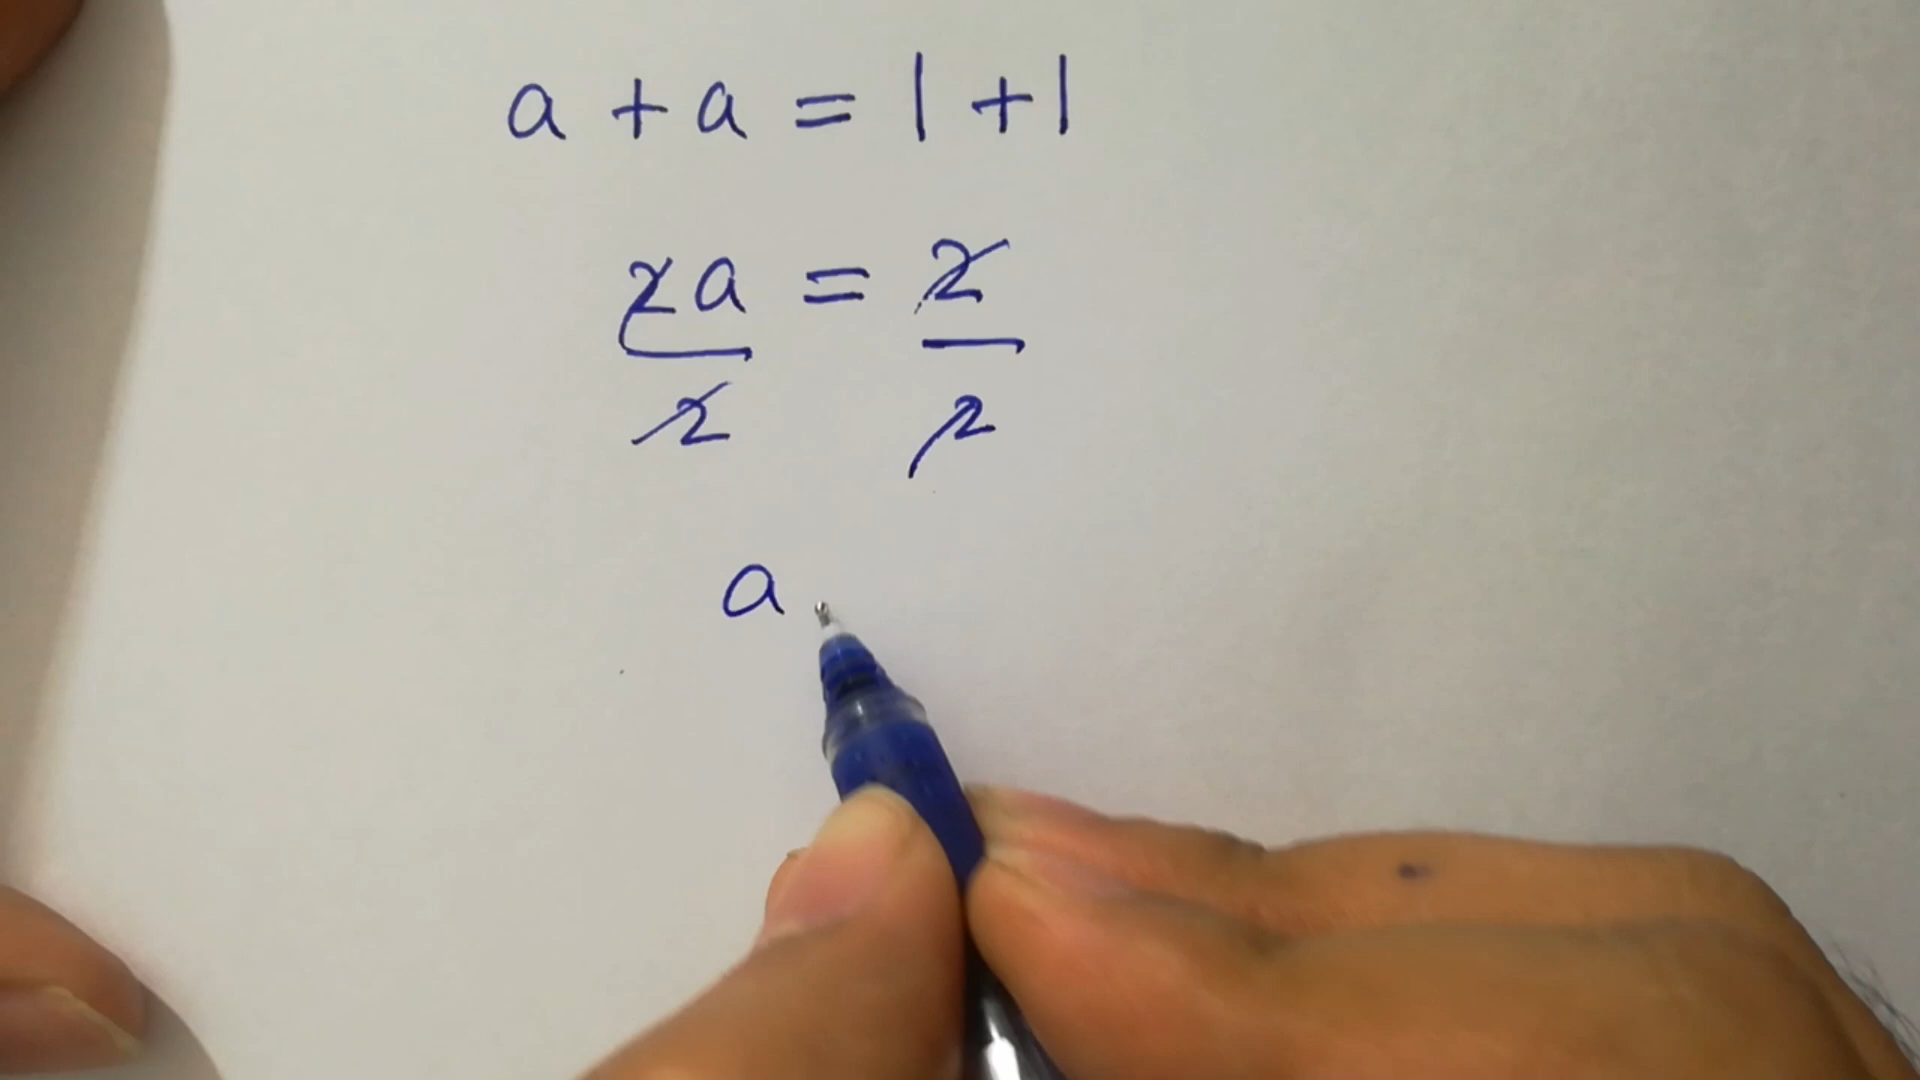 a + a = 1 + 1
2a = 2
2 2
a